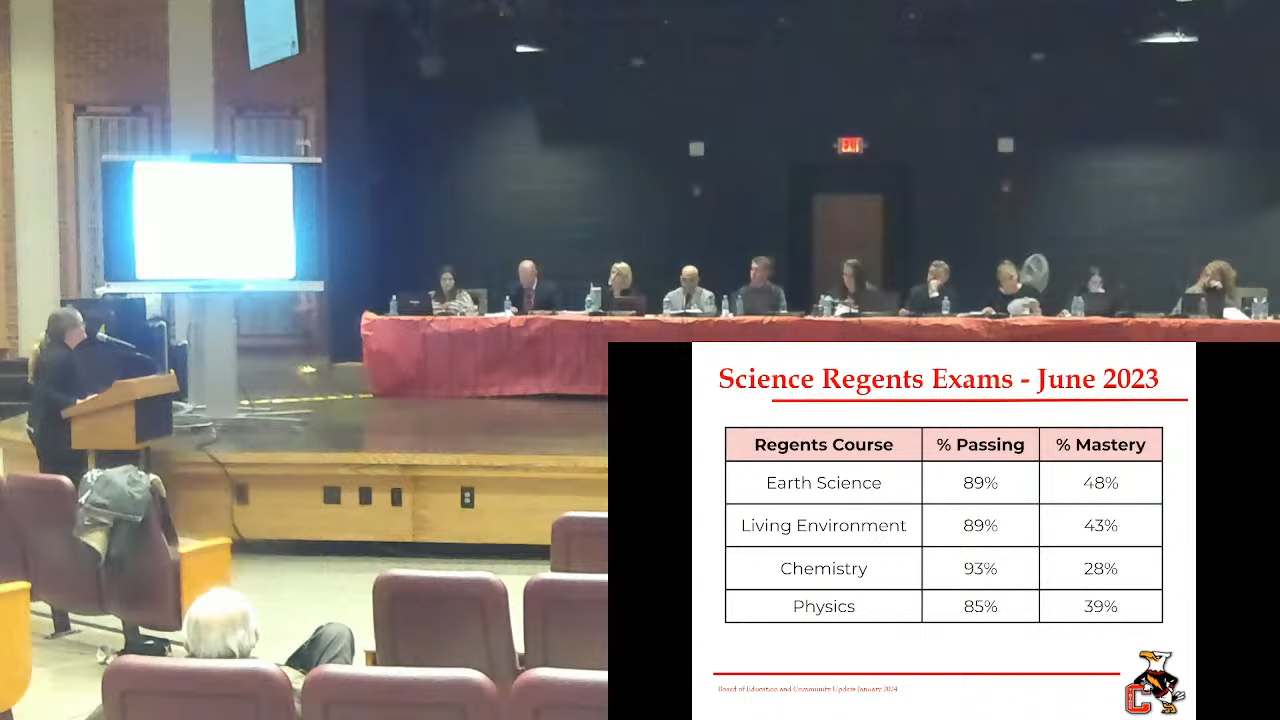 EXIT
Science Regents Exams - June 2023
Regents Course % Passing % Mastery
Earth Science 89% 48%
Living Environment 89% 43%
Chemistry 93% 28%
Physics 85% 39%
Board of Education and Community Update January 2024
C